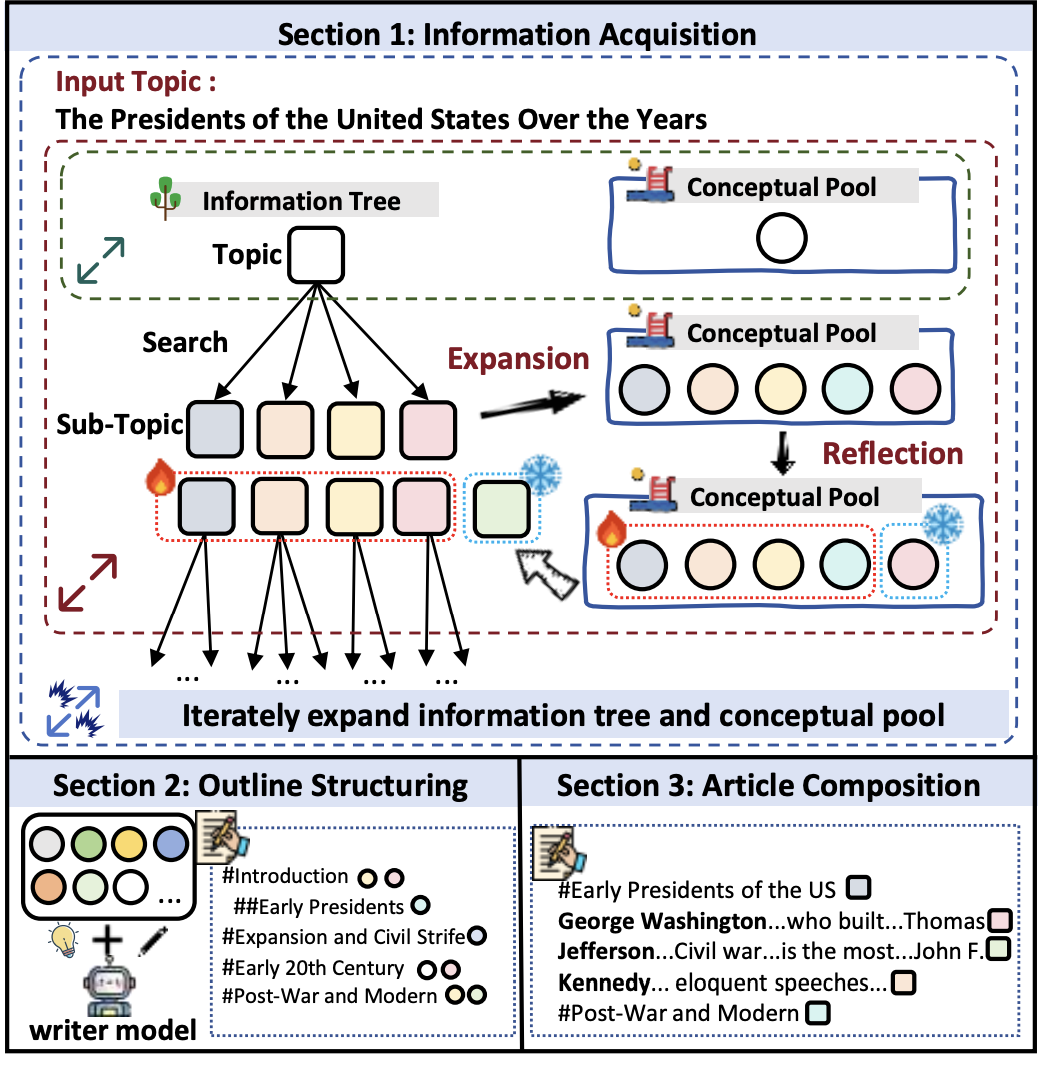 Section 1: Information Acquisition
Input Topic :
The Presidents of the United States Over the Years
Information Tree
Conceptual Pool
Topic
Search
Conceptual Pool
Expansion
Sub-Topic
Reflection
Conceptual Pool
...
...
...
...
Iterately expand information tree and conceptual pool
Section 2: Outline Structuring
...
writer model
#Introduction
##Early Presidents
#Expansion and Civil Strife
#Early 20th Century
#Post-War and Modern
Section 3: Article Composition
#Early Presidents of the US
George Washington...who built...Thomas
Jefferson...Civil war...is the most...John F.
Kennedy... eloquent speeches...
#Post-War and Modern